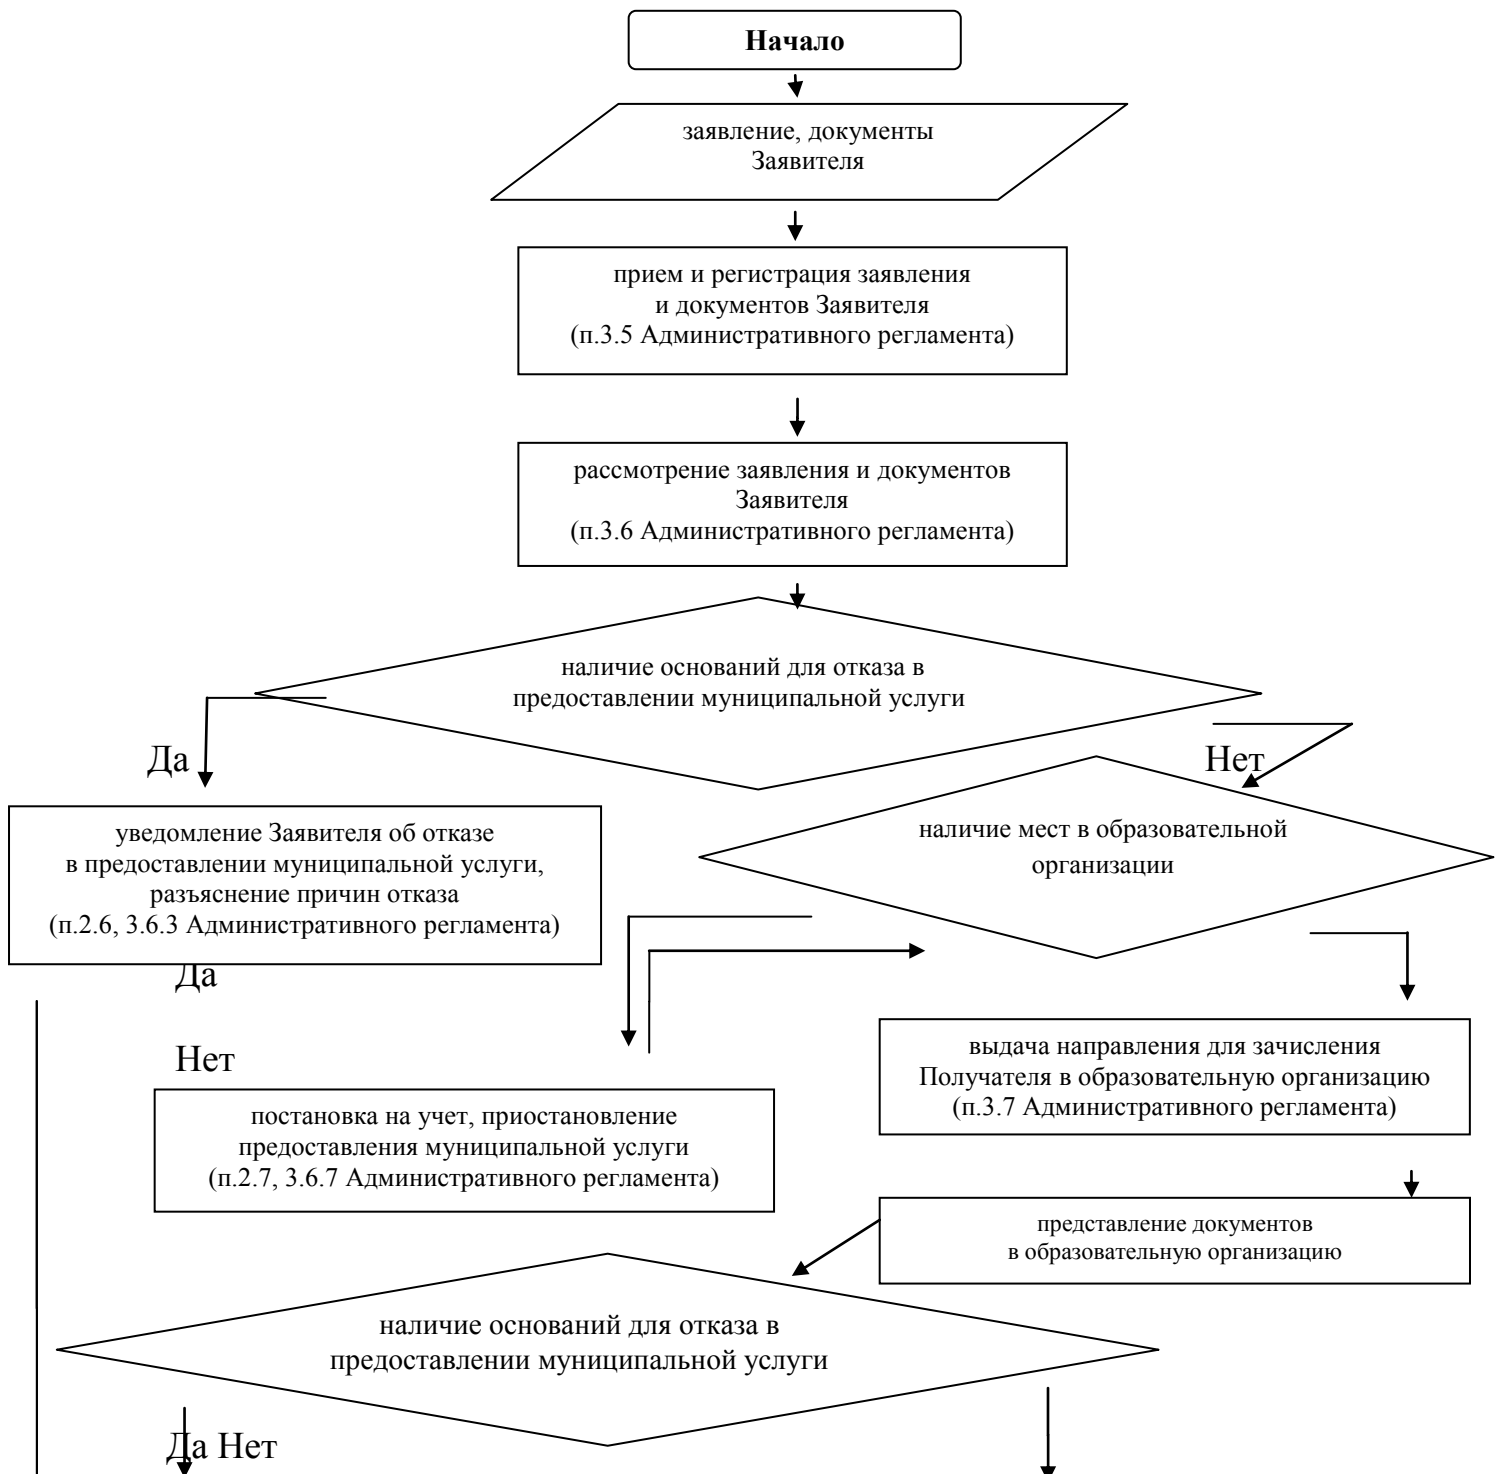 Начало
заявление, документы
Заявителя
прием и регистрация заявления
и документов Заявителя
(п.3.5 Административного регламента)
рассмотрение заявления и документов
Заявителя
(п.3.6 Административного регламента)
наличие оснований для отказа в
предоставлении муниципальной услуги
Да
Нет
уведомление Заявителя об отказе
в предоставлении муниципальной услуги,
разъяснение причин отказа
(п.2.6, 3.6.3 Административного регламента)
наличие мест в образовательной
организации
Да
Нет
выдача направления для зачисления
Получателя в образовательную организацию
(п.3.7 Административного регламента)
постановка на учет, приостановление
предоставления муниципальной услуги
(п.2.7, 3.6.7 Административного регламента)
представление документов
в образовательную организацию
наличие оснований для отказа в
предоставлении муниципальной услуги
Да Нет